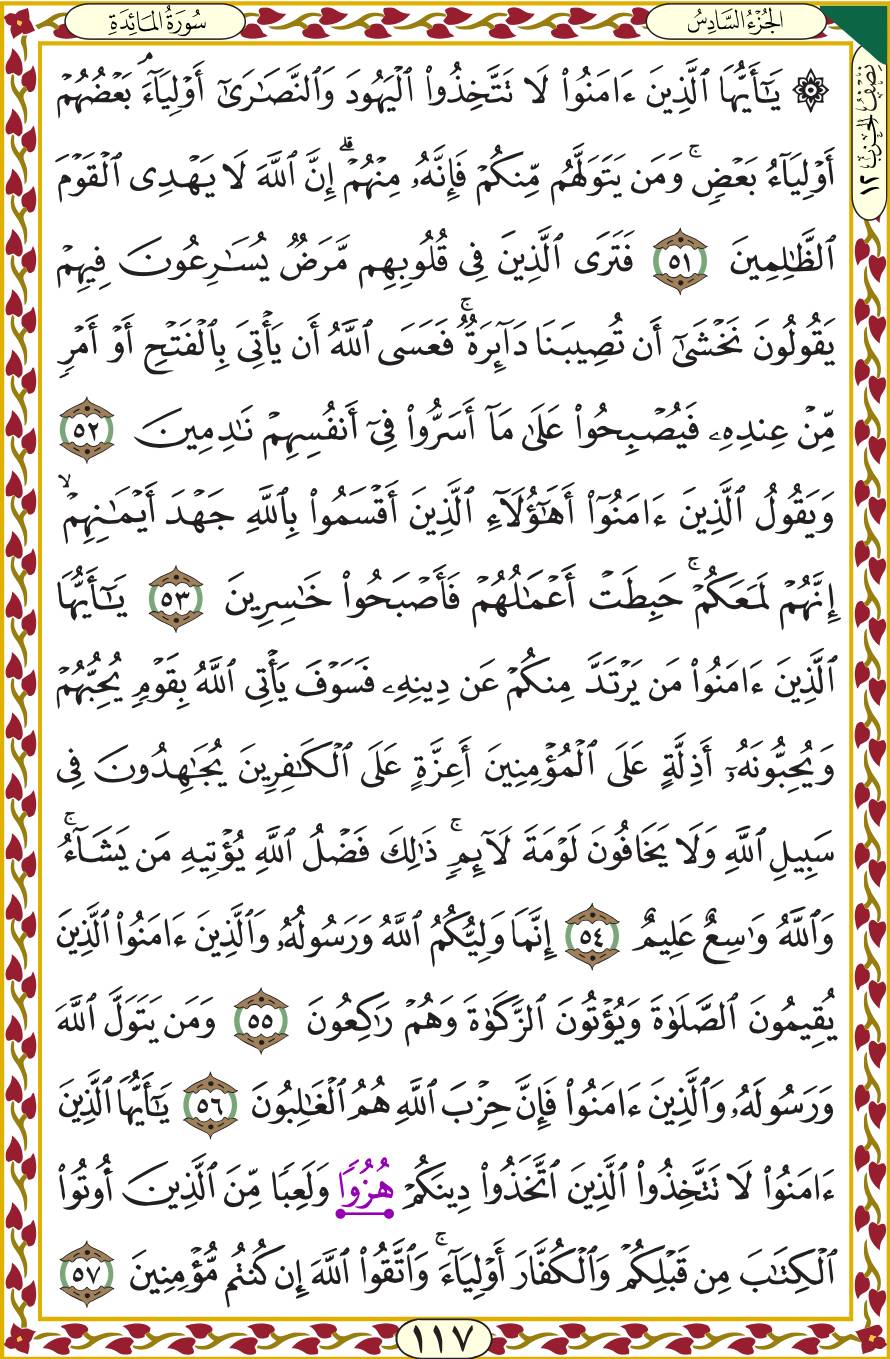 سُورَةُ المَائِدَةِ
الجُزْءُ السَّادِسُ
نِصْفُ الحِزْبِ ١٢
۞ يَـٰٓأَيُّهَا ٱلَّذِينَ ءَامَنُوا۟ لَا تَتَّخِذُوا۟ ٱلْيَهُودَ وَٱلنَّصَـٰرَىٰٓ أَوْلِيَآءَ ۘ بَعْضُهُمْ
أَوْلِيَآءُ بَعْضٍۢ ۚ وَمَن يَتَوَلَّهُم مِّنكُمْ فَإِنَّهُۥ مِنْهُمْ ۗ إِنَّ ٱللَّهَ لَا يَهْدِى ٱلْقَوْمَ
ٱلظَّـٰلِمِينَ ٥١ فَتَرَى ٱلَّذِينَ فِى قُلُوبِهِم مَّرَضٌۭ يُسَـٰرِعُونَ فِيهِمْ
يَقُولُونَ نَخْشَىٰٓ أَن تُصِيبَنَا دَآئِرَةٌۭ ۚ فَعَسَى ٱللَّهُ أَن يَأْتِىَ بِٱلْفَتْحِ أَوْ أَمْرٍۢ
مِّنْ عِندِهِۦ فَيُصْبِحُوا۟ عَلَىٰ مَآ أَسَرُّوا۟ فِىٓ أَنفُسِهِمْ نَـٰدِمِينَ ٥٢
وَيَقُولُ ٱلَّذِينَ ءَامَنُوٓا۟ أَهَـٰٓؤُلَآءِ ٱلَّذِينَ أَقْسَمُوا۟ بِٱللَّهِ جَهْدَ أَيْمَـٰنِهِمْ ۙ
إِنَّهُمْ لَمَعَكُمْ ۚ حَبِطَتْ أَعْمَـٰلُهُمْ فَأَصْبَحُوا۟ خَـٰسِرِينَ ٥٣ يَـٰٓأَيُّهَا
ٱلَّذِينَ ءَامَنُوا۟ مَن يَرْتَدَّ مِنكُمْ عَن دِينِهِۦ فَسَوْفَ يَأْتِى ٱللَّهُ بِقَوْمٍۢ يُحِبُّهُمْ
وَيُحِبُّونَهُۥٓ أَذِلَّةٍ عَلَى ٱلْمُؤْمِنِينَ أَعِزَّةٍ عَلَى ٱلْكَـٰفِرِينَ يُجَـٰهِدُونَ فِى
سَبِيلِ ٱللَّهِ وَلَا يَخَافُونَ لَوْمَةَ لَآئِمٍۢ ۚ ذَٰلِكَ فَضْلُ ٱللَّهِ يُؤْتِيهِ مَن يَشَآءُ ۚ
وَٱللَّهُ وَٰسِعٌ عَلِيمٌ ٥٤ إِنَّمَا وَلِيُّكُمُ ٱللَّهُ وَرَسُولُهُۥ وَٱلَّذِينَ ءَامَنُوا۟ ٱلَّذِينَ
يُقِيمُونَ ٱلصَّلَوٰةَ وَيُؤْتُونَ ٱلزَّكَوٰةَ وَهُمْ رَٰكِعُونَ ٥٥ وَمَن يَتَوَلَّ ٱللَّهَ
وَرَسُولَهُۥ وَٱلَّذِينَ ءَامَنُوا۟ فَإِنَّ حِزْبَ ٱللَّهِ هُمُ ٱلْغَـٰلِبُونَ ٥٦ يَـٰٓأَيُّهَا ٱلَّذِينَ
ءَامَنُوا۟ لَا تَتَّخِذُوا۟ ٱلَّذِينَ ٱتَّخَذُوا۟ دِينَكُمْ هُزُوًۭا وَلَعِبًۭا مِّنَ ٱلَّذِينَ أُوتُوا۟
ٱلْكِتَـٰبَ مِن قَبْلِكُمْ وَٱلْكُفَّارَ أَوْلِيَآءَ ۚ وَٱتَّقُوا۟ ٱللَّهَ إِن كُنتُم مُّؤْمِنِينَ ٥٧
١١٧